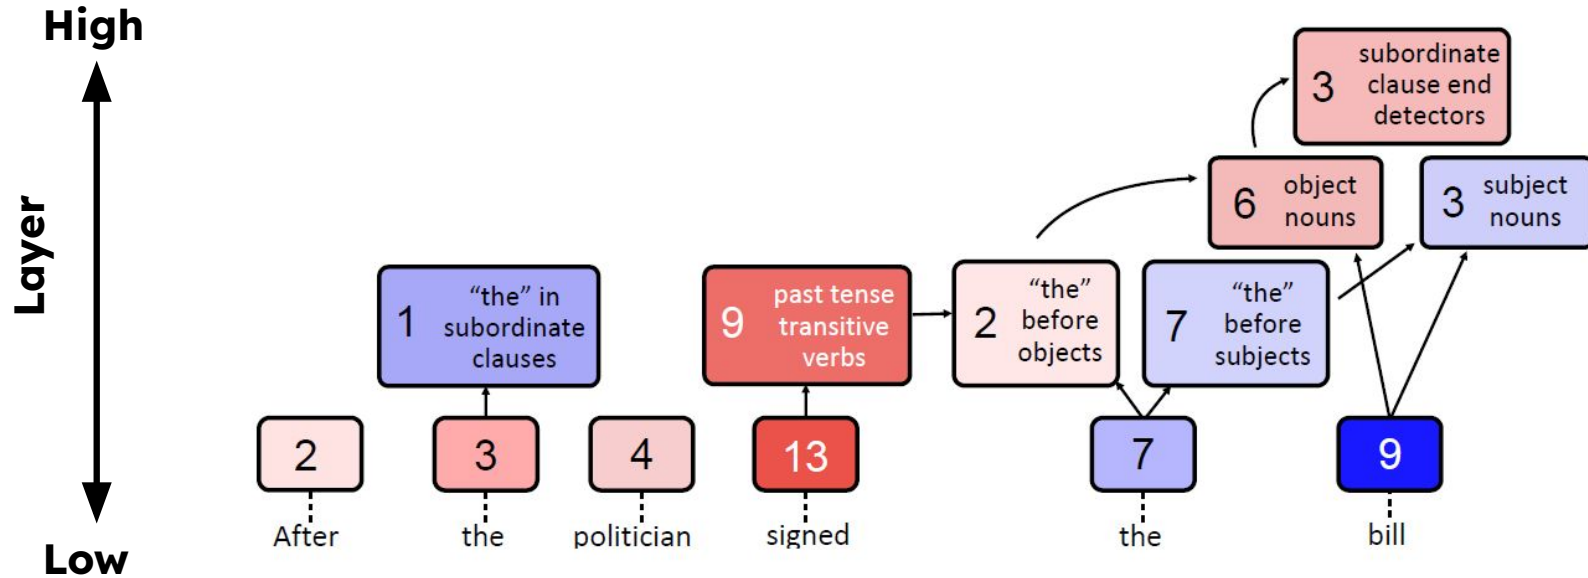 High
Layer
Low
3
subordinate
clause end
detectors
6
object
nouns
3
subject
nouns
1
“the” in
subordinate
clauses
9
past tense
transitive
verbs
2
“the”
before
objects
7
“the”
before
subjects
2
3
4
13
7
9
After
the
politician
signed
the
bill